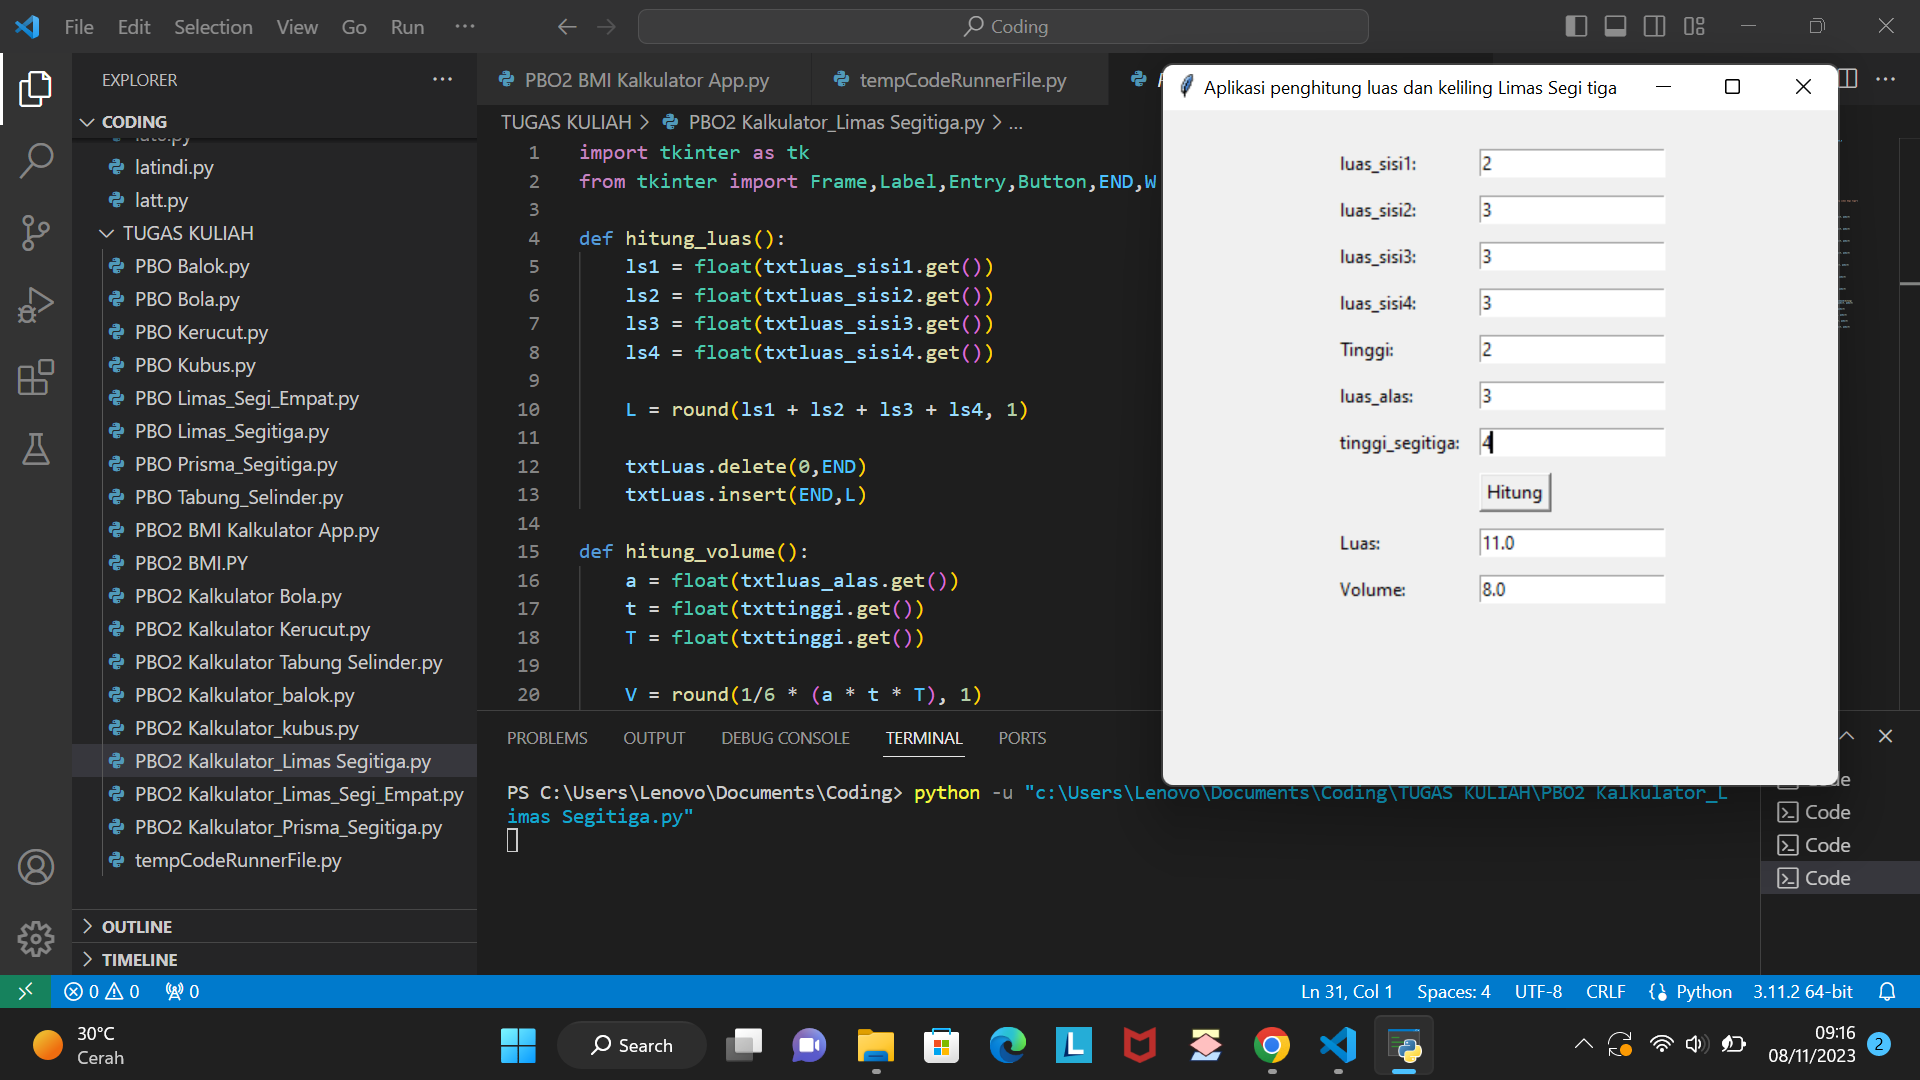 File Edit Selection View Go Run ···
Coding
EXPLORER ···
CODING
latindi.py
latt.py
TUGAS KULIAH
PBO Balok.py
PBO Bola.py
PBO Kerucut.py
PBO Kubus.py
PBO Limas_Segi_Empat.py
PBO Limas_Segitiga.py
PBO Prisma_Segitiga.py
PBO Tabung_Selinder.py
PBO2 BMI Kalkulator App.py
PBO2 BMI.PY
PBO2 Kalkulator Bola.py
PBO2 Kalkulator Kerucut.py
PBO2 Kalkulator Tabung Selinder.py
PBO2 Kalkulator_balok.py
PBO2 Kalkulator_kubus.py
PBO2 Kalkulator_Limas Segitiga.py
PBO2 Kalkulator_Limas_Segi_Empat.py
PBO2 Kalkulator_Prisma_Segitiga.py
tempCodeRunnerFile.py
OUTLINE
TIMELINE
PBO2 BMI Kalkulator App.py tempCodeRunnerFile.py
TUGAS KULIAH > PBO2 Kalkulator_Limas Segitiga.py > ...
1 import tkinter as tk
2 from tkinter import Frame,Label,Entry,Button,END,W
3
4 def hitung_luas():
5 ls1 = float(txtluas_sisi1.get())
6 ls2 = float(txtluas_sisi2.get())
7 ls3 = float(txtluas_sisi3.get())
8 ls4 = float(txtluas_sisi4.get())
9
10 L = round(ls1 + ls2 + ls3 + ls4, 1)
11
12 txtLuas.delete(0,END)
13 txtLuas.insert(END,L)
14
15 def hitung_volume():
16 a = float(txtluas_alas.get())
17 t = float(txttinggi.get())
18 T = float(txttinggi.get())
19
20 V = round(1/6 * (a * t * T), 1)
PROBLEMS OUTPUT DEBUG CONSOLE TERMINAL PORTS
PS C:\Users\Lenovo\Documents\Coding> python -u "c:\Users\Lenovo\Documents\Coding\TUGAS KULIAH\PBO2 Kalkulator_L
imas Segitiga.py"
Code
Code
Code
Aplikasi penghitung luas dan keliling Limas Segi tiga
luas_sisi1: 2
luas_sisi2: 3
luas_sisi3: 3
luas_sisi4: 3
Tinggi: 2
luas_alas: 3
tinggi_segitiga: 4
Hitung
Luas: 11.0
Volume: 8.0
0 0 0
Ln 31, Col 1 Spaces: 4 UTF-8 CRLF Python 3.11.2 64-bit
30°C
Cerah
Search
09:16
08/11/2023
2